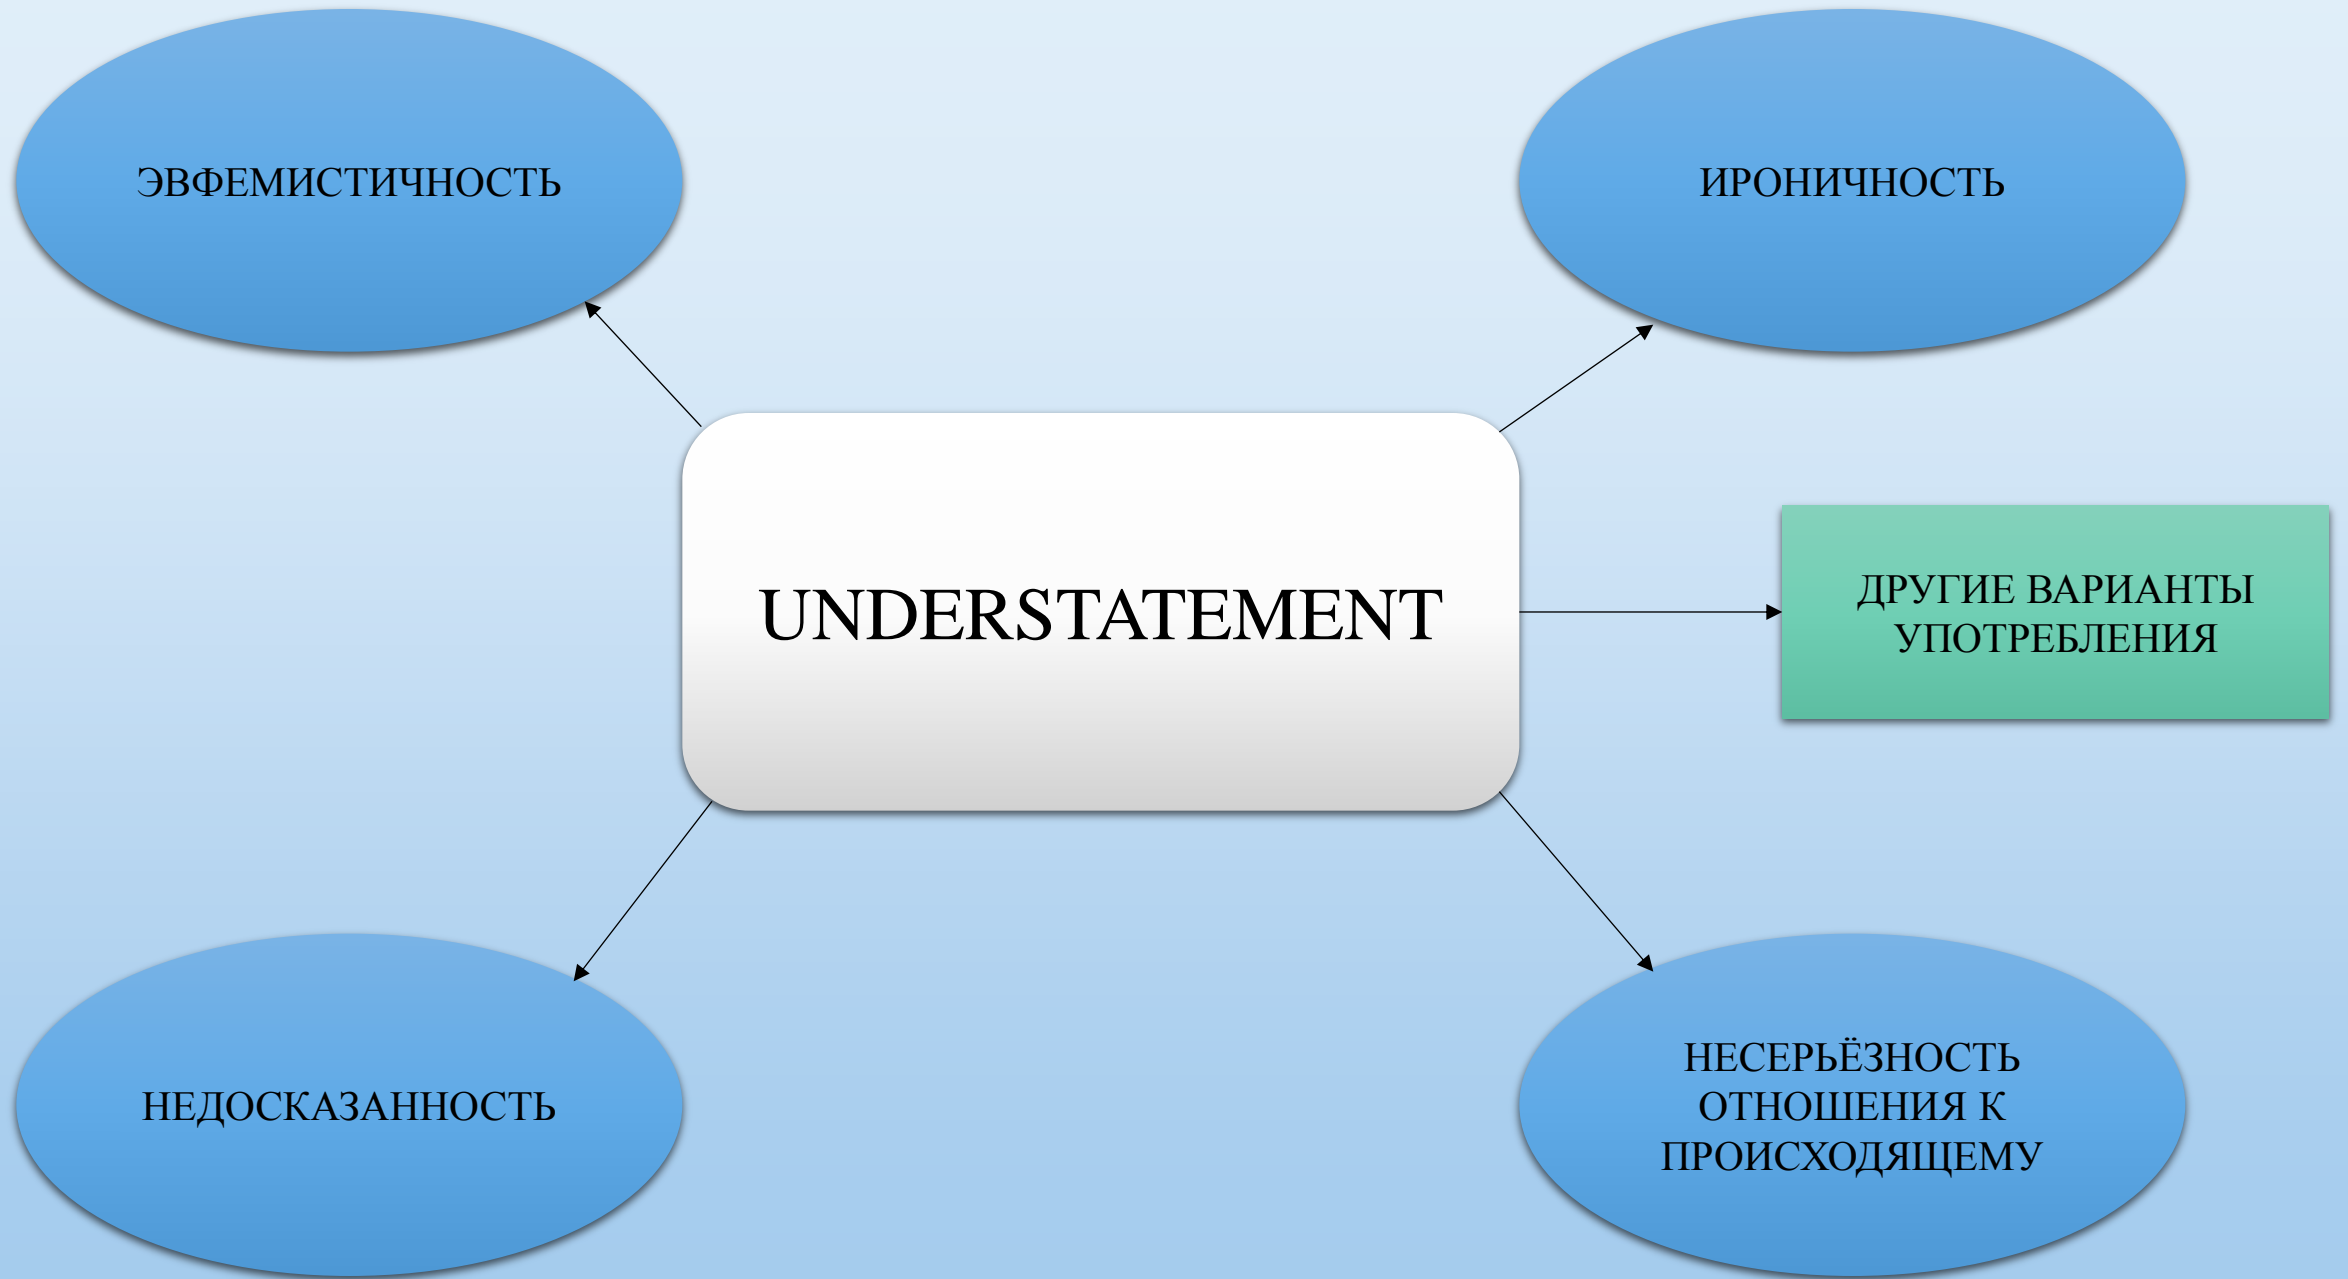 ЭВФЕМИСТИЧНОСТЬ
ИРОНИЧНОСТЬ
UNDERSTATEMENT
ДРУГИЕ ВАРИАНТЫ
УПОТРЕБЛЕНИЯ
НЕДОСКАЗАННОСТЬ
НЕСЕРЬЁЗНОСТЬ
ОТНОШЕНИЯ К
ПРОИСХОДЯЩЕМУ